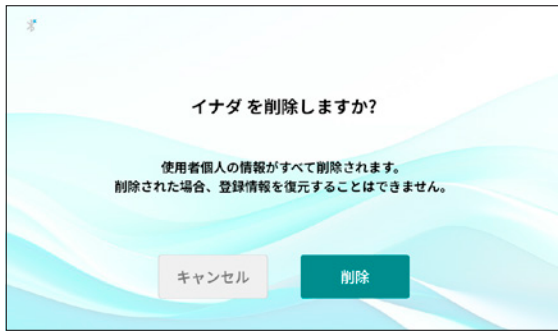 イナダ を削除しますか?
使用者個人の情報がすべて削除されます。
削除された場合、登録情報を復元することはできません。
キャンセル
削除